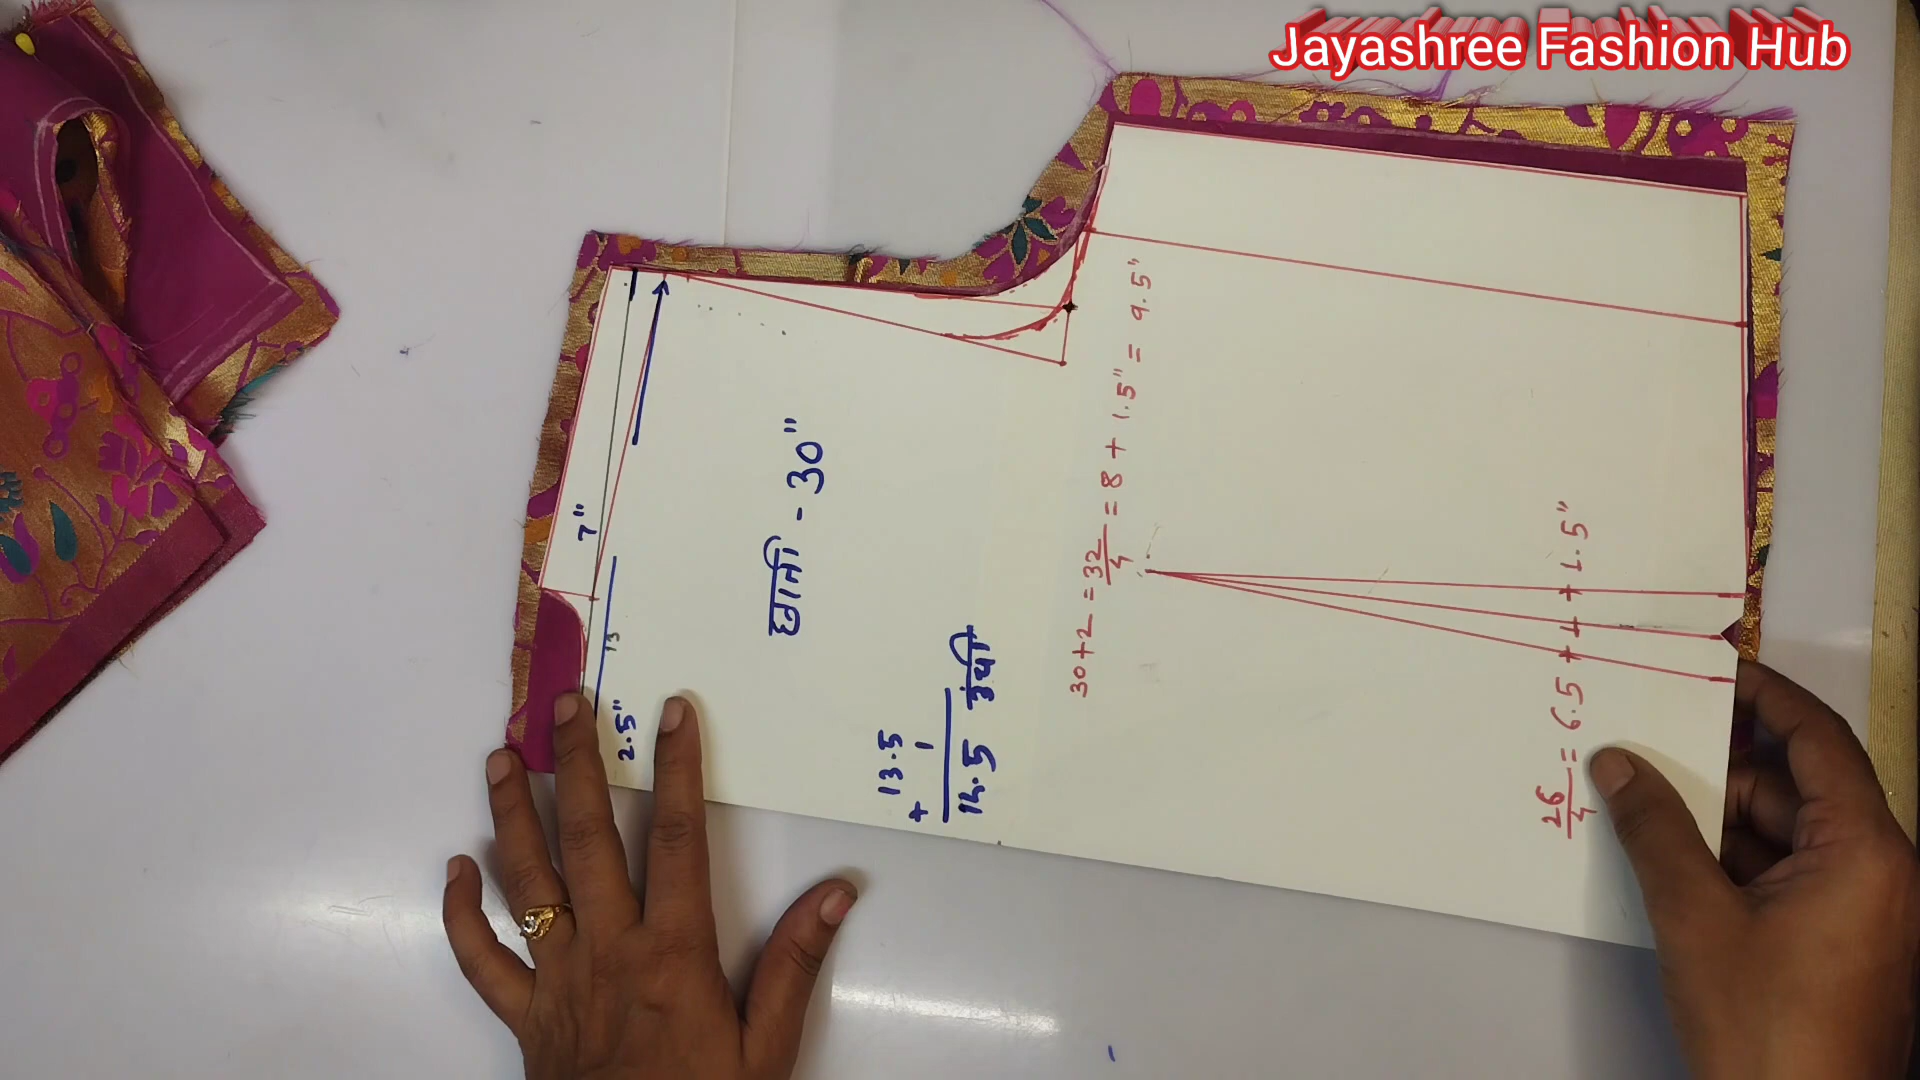 Jayashree Fashion Hub
7"
13
2.5"
छाती - 30"
13.5
+ 1
14.5 उंची
30+2 = 32/4 = 8 + 1.5" = 9.5"
26/4 = 6.5 + 1 + 1.5"